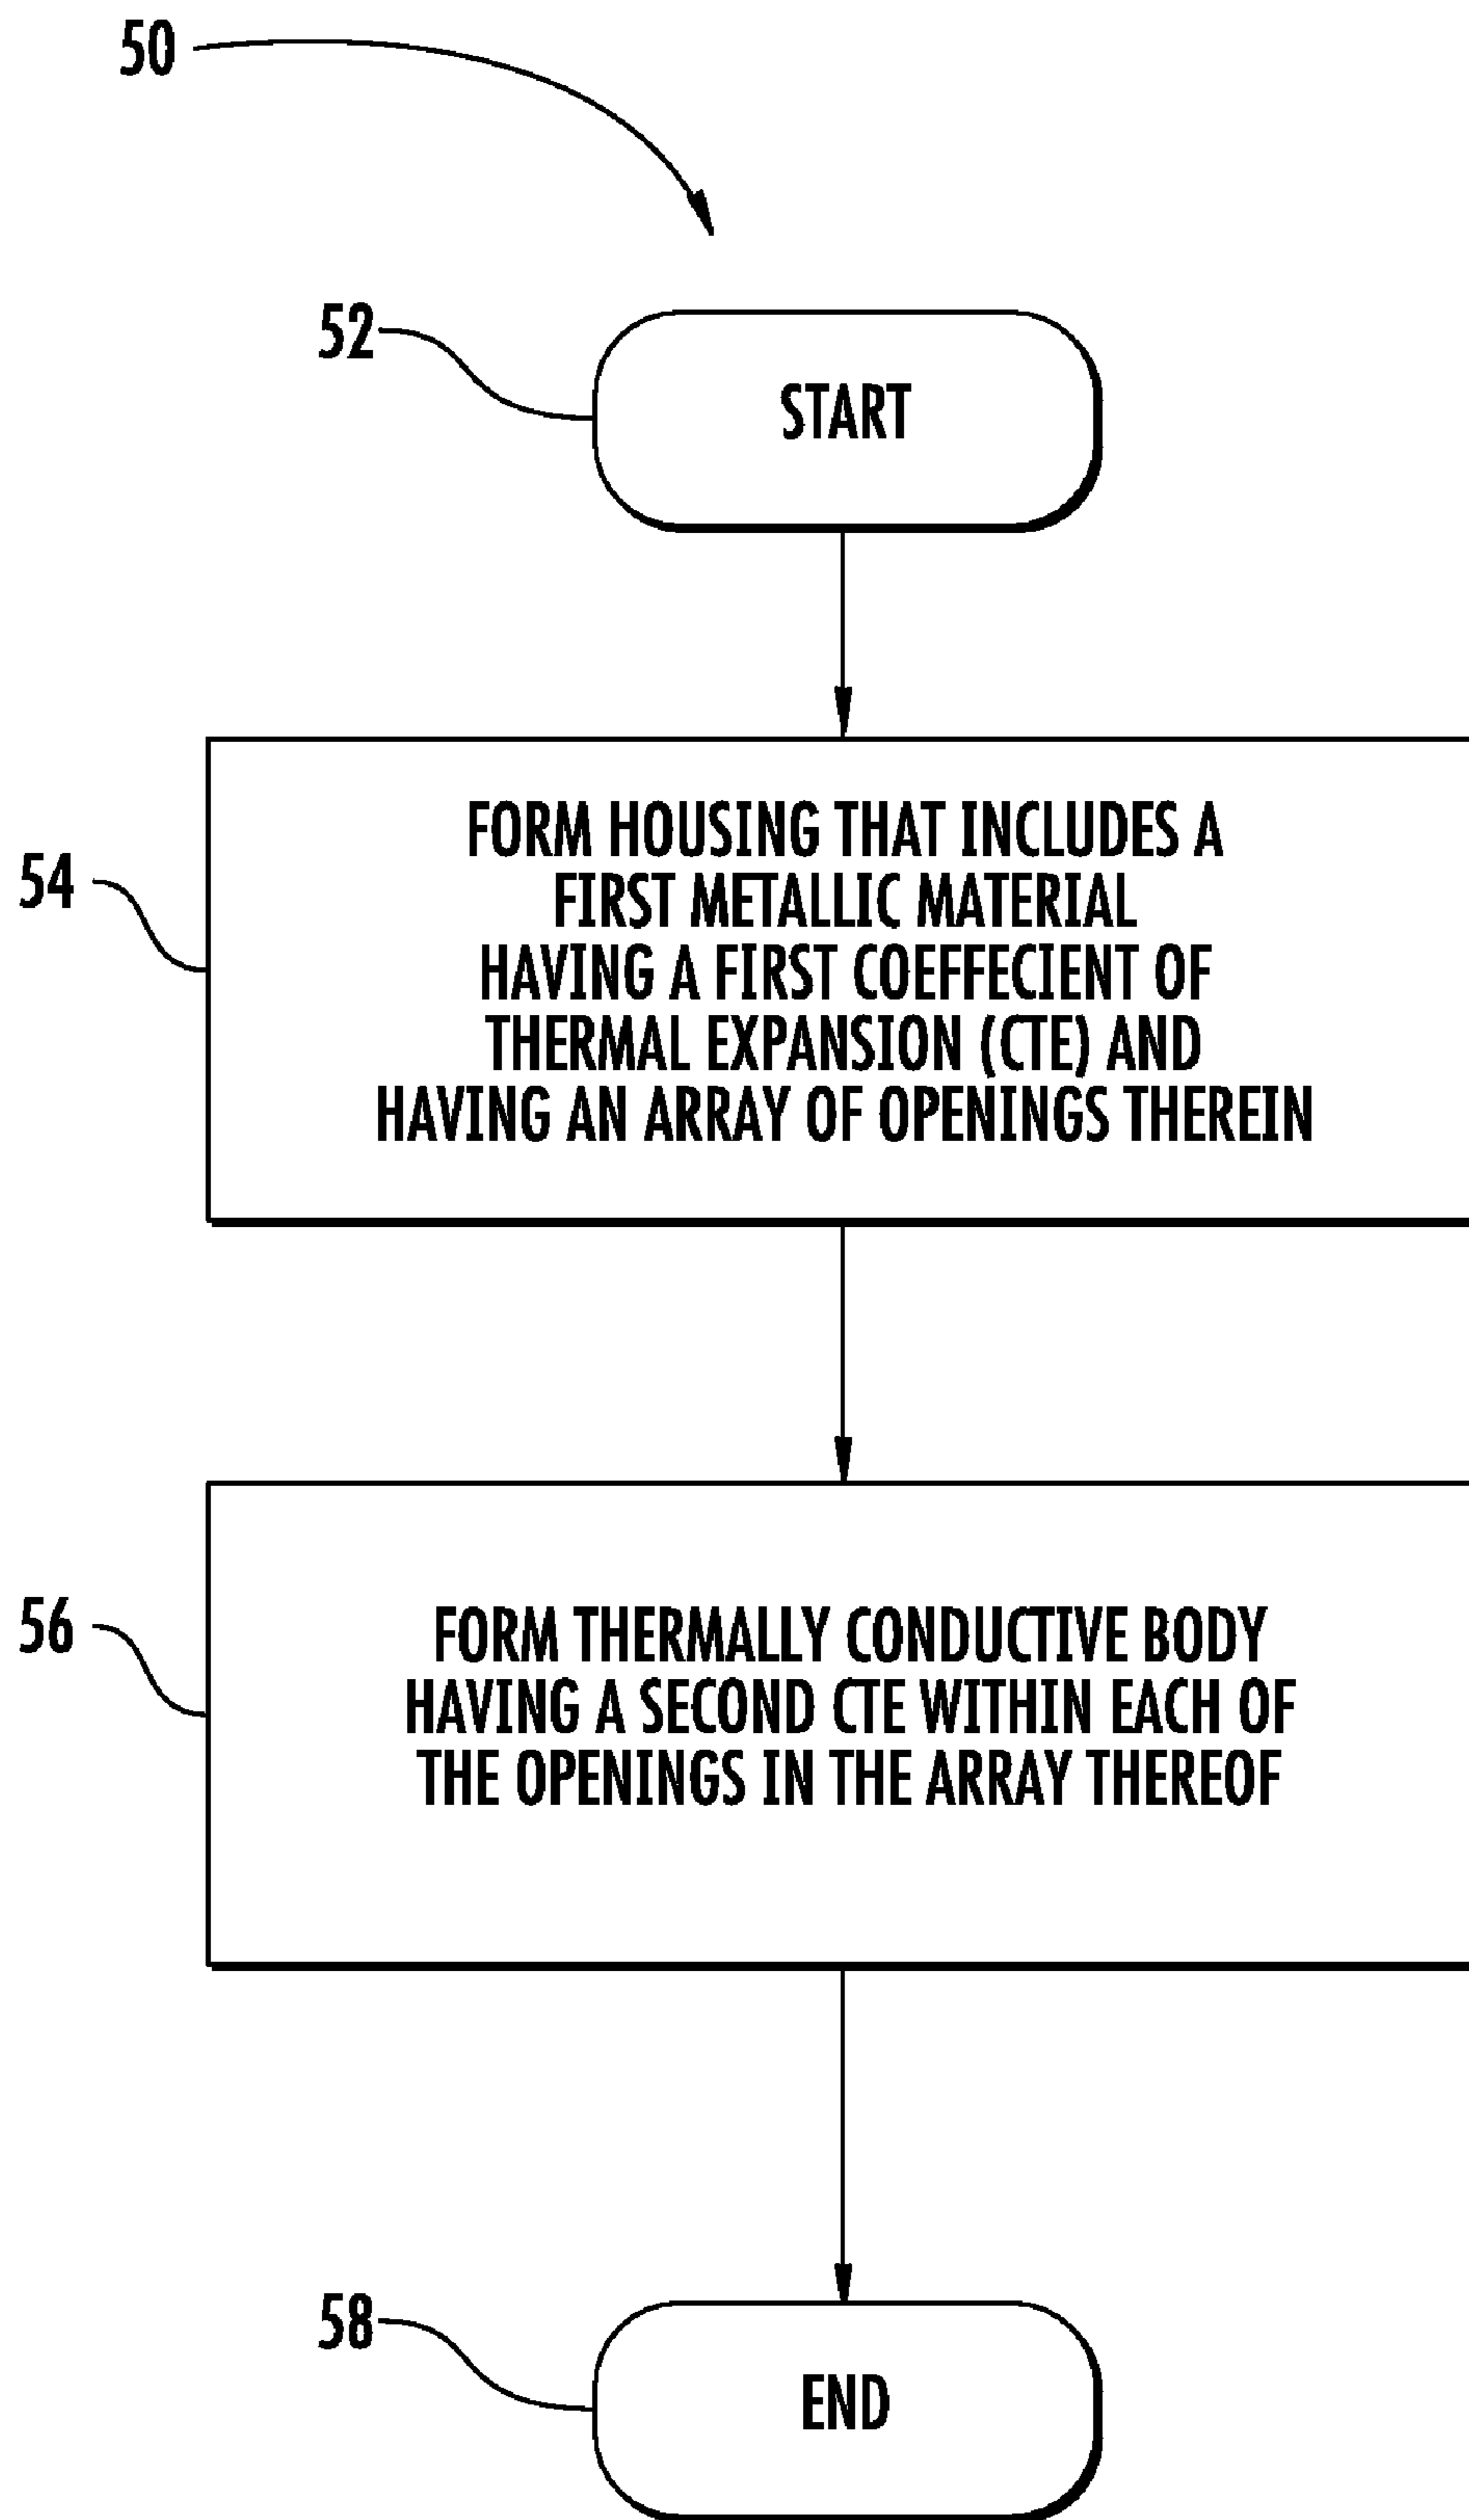 50
52
START
54
FORM HOUSING THAT INCLUDES A
FIRST METALLIC MATERIAL
HAVING A FIRST COEFFECIENT OF
THERMAL EXPANSION (CTE) AND
HAVING AN ARRAY OF OPENINGS THEREIN
56
FORM THERMALLY CONDUCTIVE BODY
HAVING A SECOND CTE WITHIN EACH OF
THE OPENINGS IN THE ARRAY THEREOF
58
END